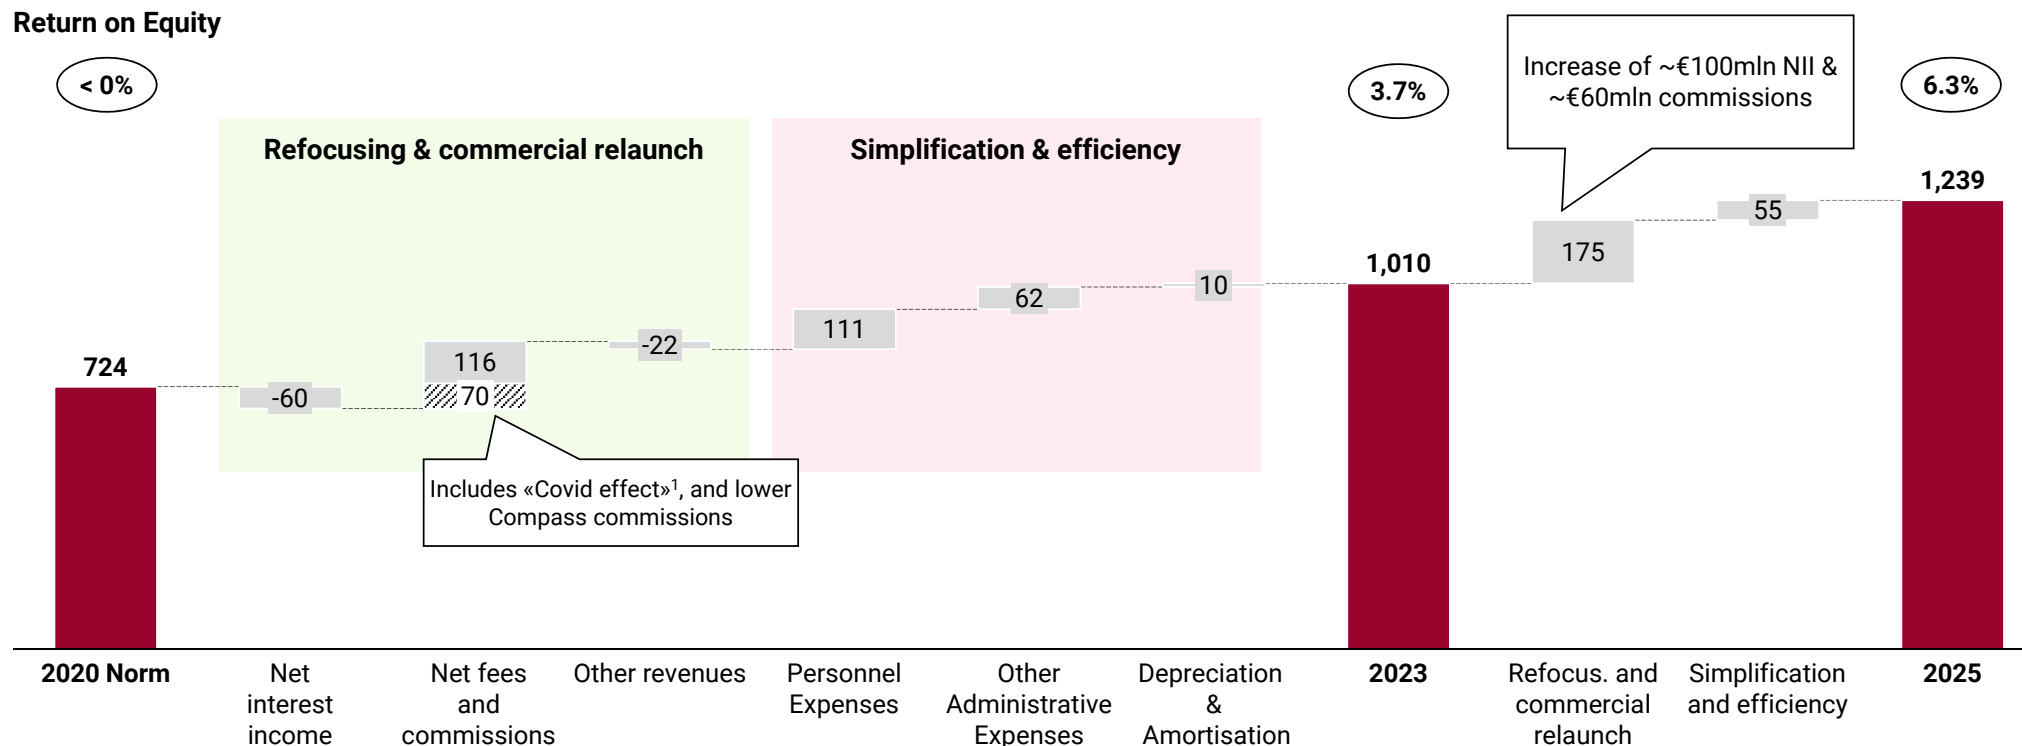 Return on Equity
< 0%
3.7%
6.3%
Increase of ~€100mln NII &
~€60mln commissions
Refocusing & commercial relaunch
Simplification & efficiency
724
-60
116
70
-22
111
62
10
1,010
175
55
1,239
Includes «Covid effect»¹, and lower
Compass commissions
2020 Norm
Net
interest
income
Net fees
and
commissions
Other revenues
Personnel
Expenses
Other
Administrative
Expenses
Depreciation
&
Amortisation
2023
Refocus. and
commercial
relaunch
Simplification
and efficiency
2025